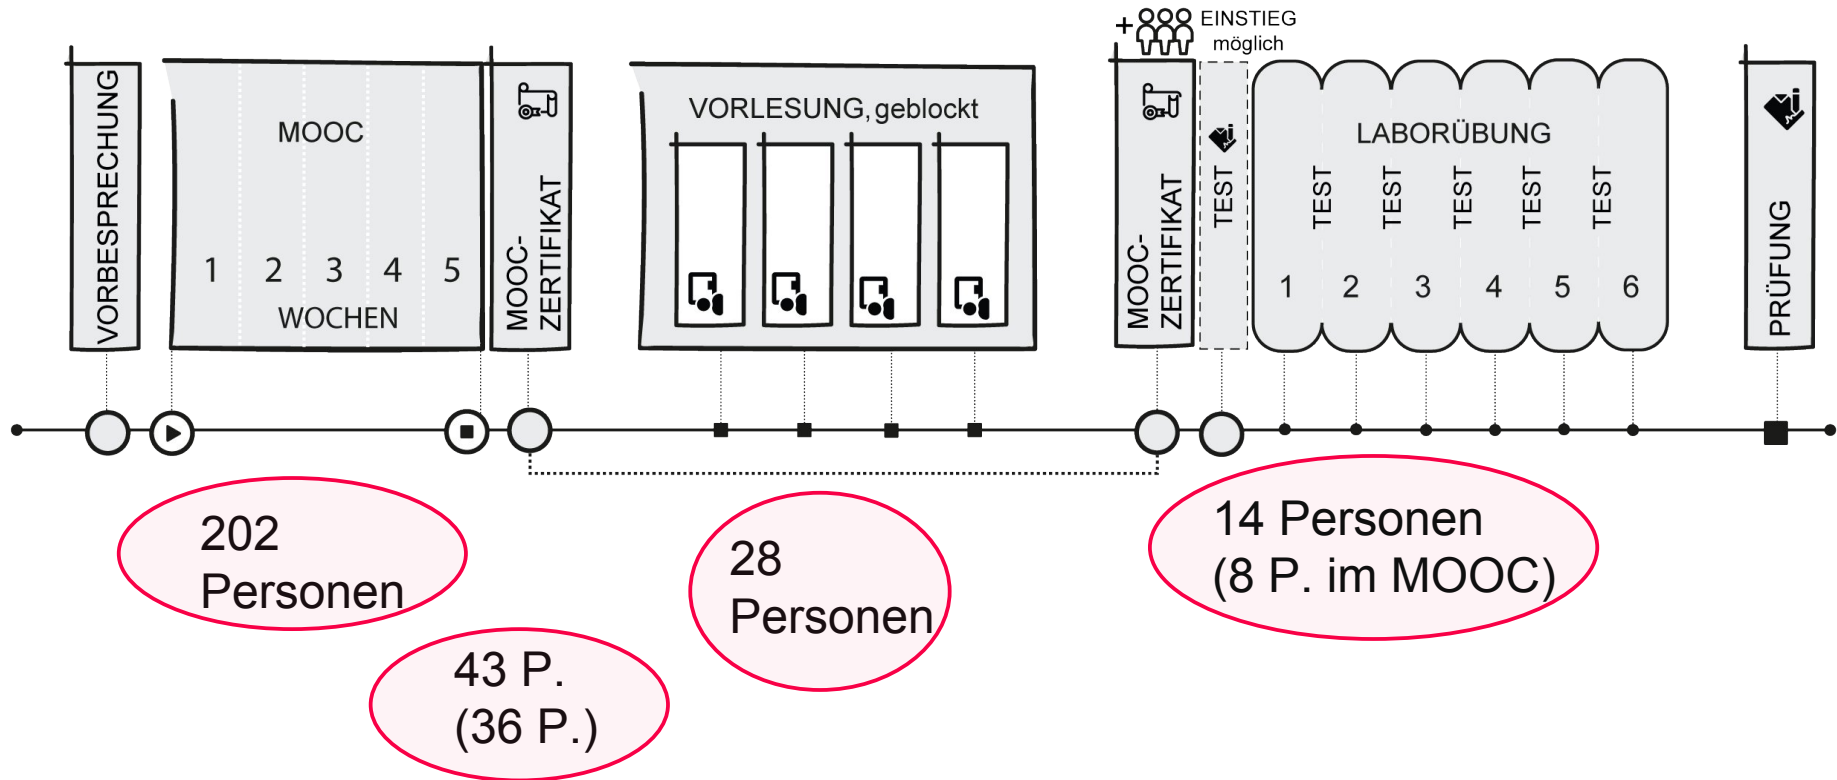 VORBESPRECHUNG
MOOC
1 2 3 4 5
WOCHEN
MOOC-
ZERTIFIKAT
VORLESUNG, geblockt
+ EINSTIEG
möglich
MOOC-
ZERTIFIKAT
TEST
LABORÜBUNG
TEST TEST TEST TEST TEST
1 2 3 4 5 6
PRÜFUNG
202
Personen
43 P.
(36 P.)
28
Personen
14 Personen
(8 P. im MOOC)